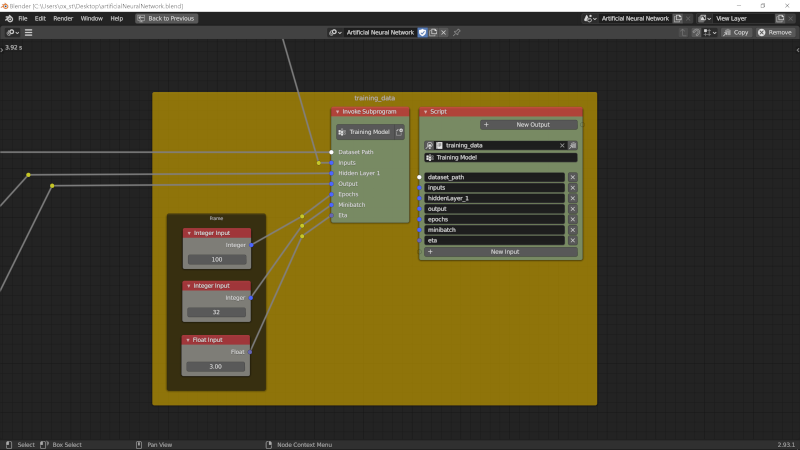 Blender [C:\Users\px_st\Desktop\artificialNeuralNetwork.blend]
File Edit Render Window Help Back to Previous Artificial Neural Network View Layer
Artificial Neural Network Copy Remove
3.92 s
training_data
Invoke Subprogram
Training Model
Dataset Path
Inputs
Hidden Layer 1
Output
Epochs
Minibatch
Eta
Script
New Output
training_data
Training Model
dataset_path
inputs
hiddenLayer_1
output
epochs
minibatch
eta
New Input
frame
Integer Input
Integer
100
Integer Input
Integer
32
Float Input
Float
3.00
Select Box Select Pan View Node Context Menu 2.93.1